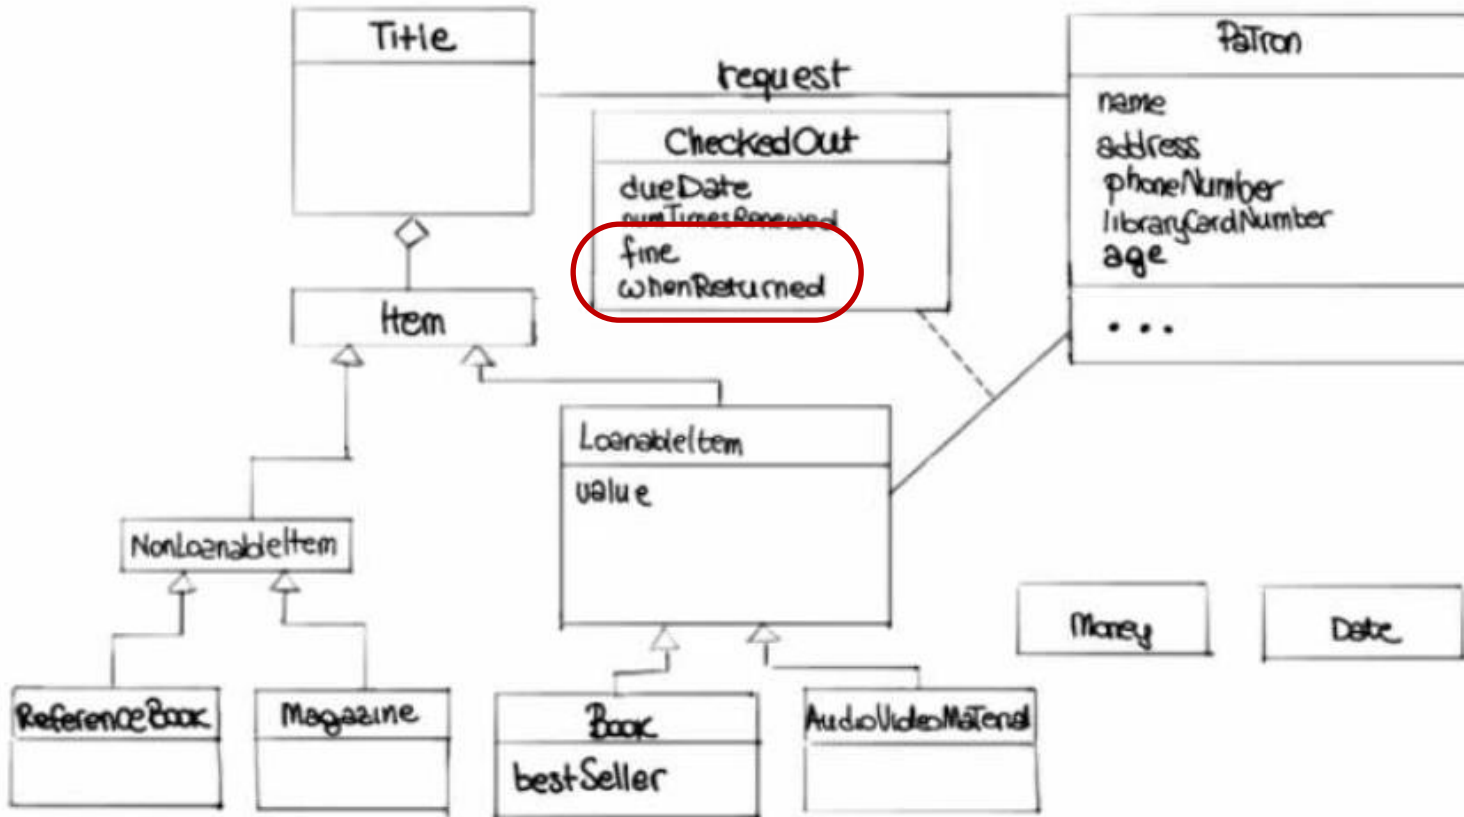 Title
request
Patron
name
address
phoneNumber
libraryCardNumber
age
...
CheckedOut
dueDate
numTimesRenewed
fine
whenReturned
Item
LoanableItem
value
NonLoanableItem
Money
Date
ReferenceBook
Magazine
Book
bestSeller
AudioVideoMaterial